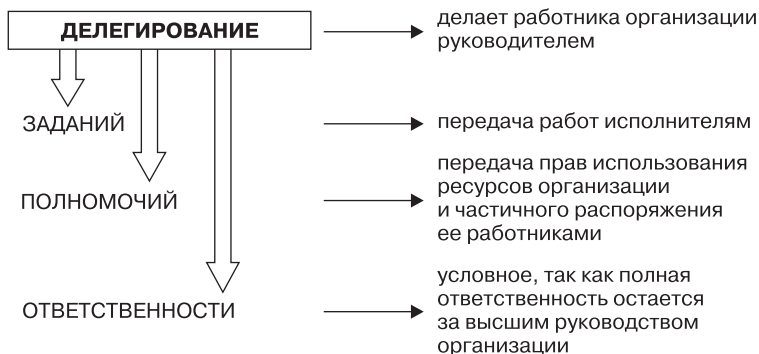 ДЕЛЕГИРОВАНИЕ
делает работника организации
руководителем
ЗАДАНИЙ
передача работ исполнителям
ПОЛНОМОЧИЙ
передача прав использования
ресурсов организации
и частичного распоряжения
ее работниками
ОТВЕТСТВЕННОСТИ
условное, так как полная
ответственность остается
за высшим руководством
организации